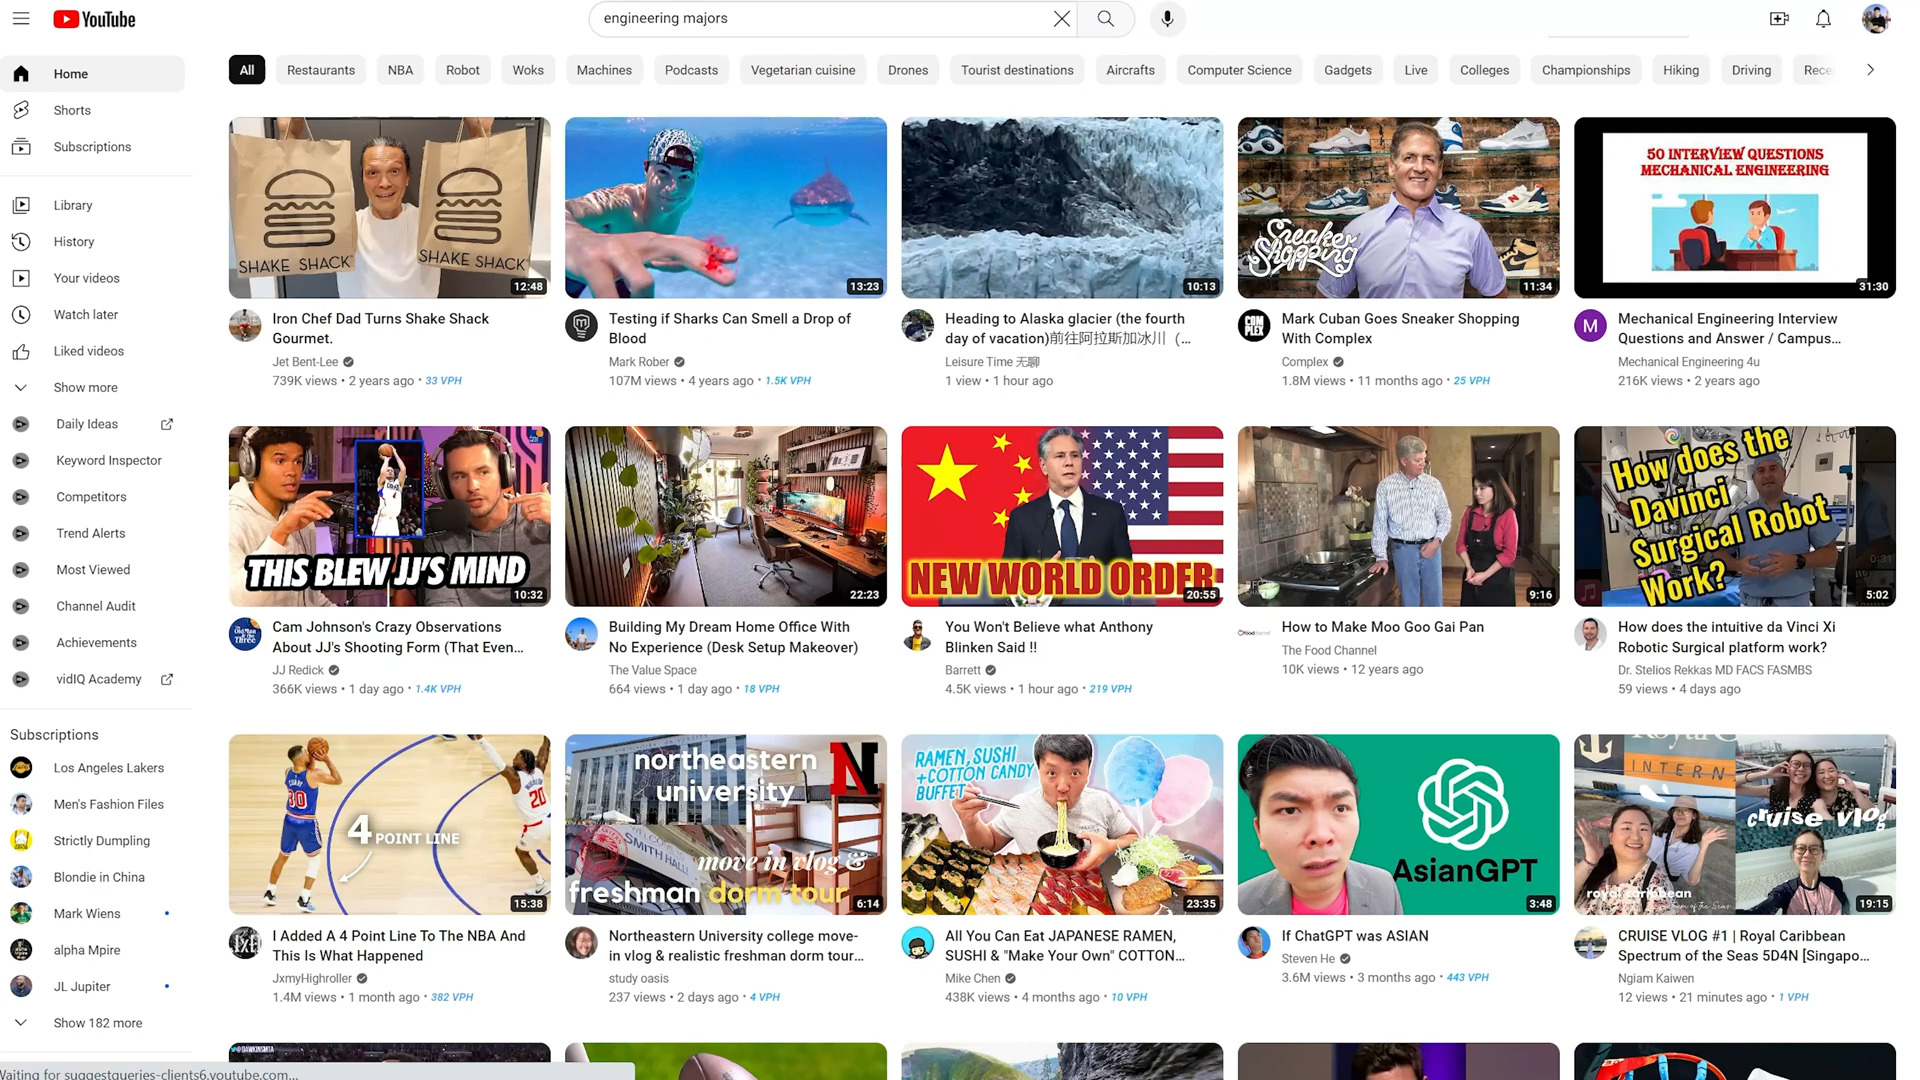 YouTube
engineering majors
Home
Shorts
Subscriptions
Library
History
Your videos
Watch later
Liked videos
Show more
Daily Ideas
Keyword Inspector
Competitors
Trend Alerts
Most Viewed
Channel Audit
Achievements
vidIQ Academy
Subscriptions
Los Angeles Lakers
Men's Fashion Files
Strictly Dumpling
Blondie in China
Mark Wiens
alpha Mpire
JL Jupiter
Show 182 more
All Restaurants NBA Robot Woks Machines Podcasts Vegetarian cuisine Drones Tourist destinations Aircrafts Computer Science Gadgets Live Colleges Championships Hiking Driving
SHAKE SHACK
SHAKE SHACK
12:48
Iron Chef Dad Turns Shake Shack
Gourmet.
Jet Bent-Lee
739K views • 2 years ago • 33 VPH
13:23
Testing if Sharks Can Smell a Drop of
Blood
Mark Rober
107M views • 4 years ago • 1.5K VPH
10:13
Heading to Alaska glacier (the fourth
day of vacation)前往阿拉斯加冰川（...
Leisure Time 无聊
1 view • 1 hour ago
Sneaker
Shopping
11:34
COMPLEX
Mark Cuban Goes Sneaker Shopping
With Complex
Complex
1.8M views • 11 months ago • 25 VPH
50 INTERVIEW QUESTIONS
MECHANICAL ENGINEERING
31:30
M
Mechanical Engineering Interview
Questions and Answer / Campus...
Mechanical Engineering 4u
216K views • 2 years ago
THIS BLEW JJ'S MIND
10:32
Cam Johnson's Crazy Observations
About JJ's Shooting Form (That Even...
JJ Redick
366K views • 1 day ago • 1.4K VPH
22:23
Building My Dream Home Office With
No Experience (Desk Setup Makeover)
The Value Space
664 views • 1 day ago • 18 VPH
NEW WORLD ORDER
20:55
You Won't Believe what Anthony
Blinken Said !!
Barrett
4.5K views • 1 hour ago • 219 VPH
9:16
How to Make Moo Goo Gai Pan
The Food Channel
10K views • 12 years ago
How does the
Davinci
Surgical Robot
Work?
0:31
5:02
How does the intuitive da Vinci Xi
Robotic Surgical platform work?
Dr. Stelios Rekkas MD FACS FASMBS
59 views • 4 days ago
30
20
4 POINT LINE
15:38
I Added A 4 Point Line To The NBA And
This Is What Happened
JxmyHighroller
1.4M views • 1 month ago • 382 VPH
northeastern
university
N
SMITH HALL
move in vlog &
freshman dorm tour
6:14
Northeastern University college move-
in vlog & realistic freshman dorm tour...
study oasis
237 views • 2 days ago • 4 VPH
RAMEN, SUSHI
+COTTON CANDY
BUFFET
23:35
All You Can Eat JAPANESE RAMEN,
SUSHI & "Make Your Own" COTTON...
Mike Chen
438K views • 4 months ago • 10 VPH
AsianGPT
3:48
If ChatGPT was ASIAN
Steven He
3.6M views • 3 months ago • 443 VPH
INTERN
cruise vlog
royal caribbean
Spectrum of the Seas
19:15
CRUISE VLOG #1 | Royal Caribbean
Spectrum of the Seas 5D4N [Singapo...
Ngiam Kaiwen
12 views • 21 minutes ago • 1 VPH
@DAWKINSMTA
Waiting for suggestqueries-clients6.youtube.com...